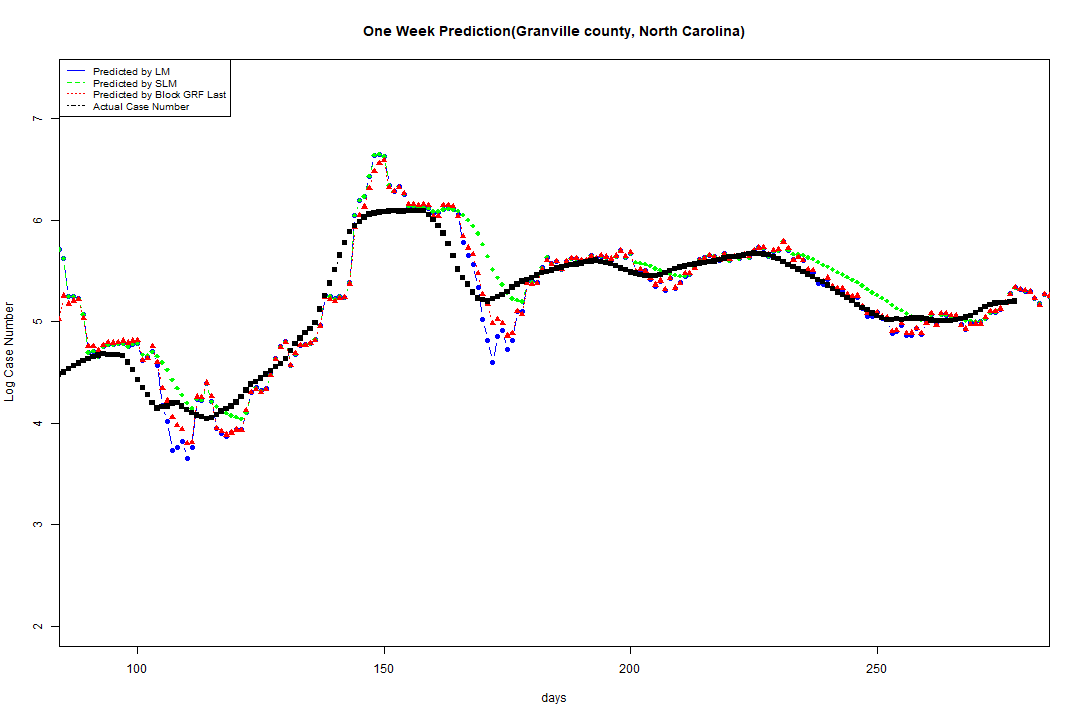 One Week Prediction(Granville county, North Carolina)
Predicted by LM
Predicted by SLM
Predicted by Block GRF Last
Actual Case Number
7
6
5
4
3
2
Log Case Number
100 150 200 250
days